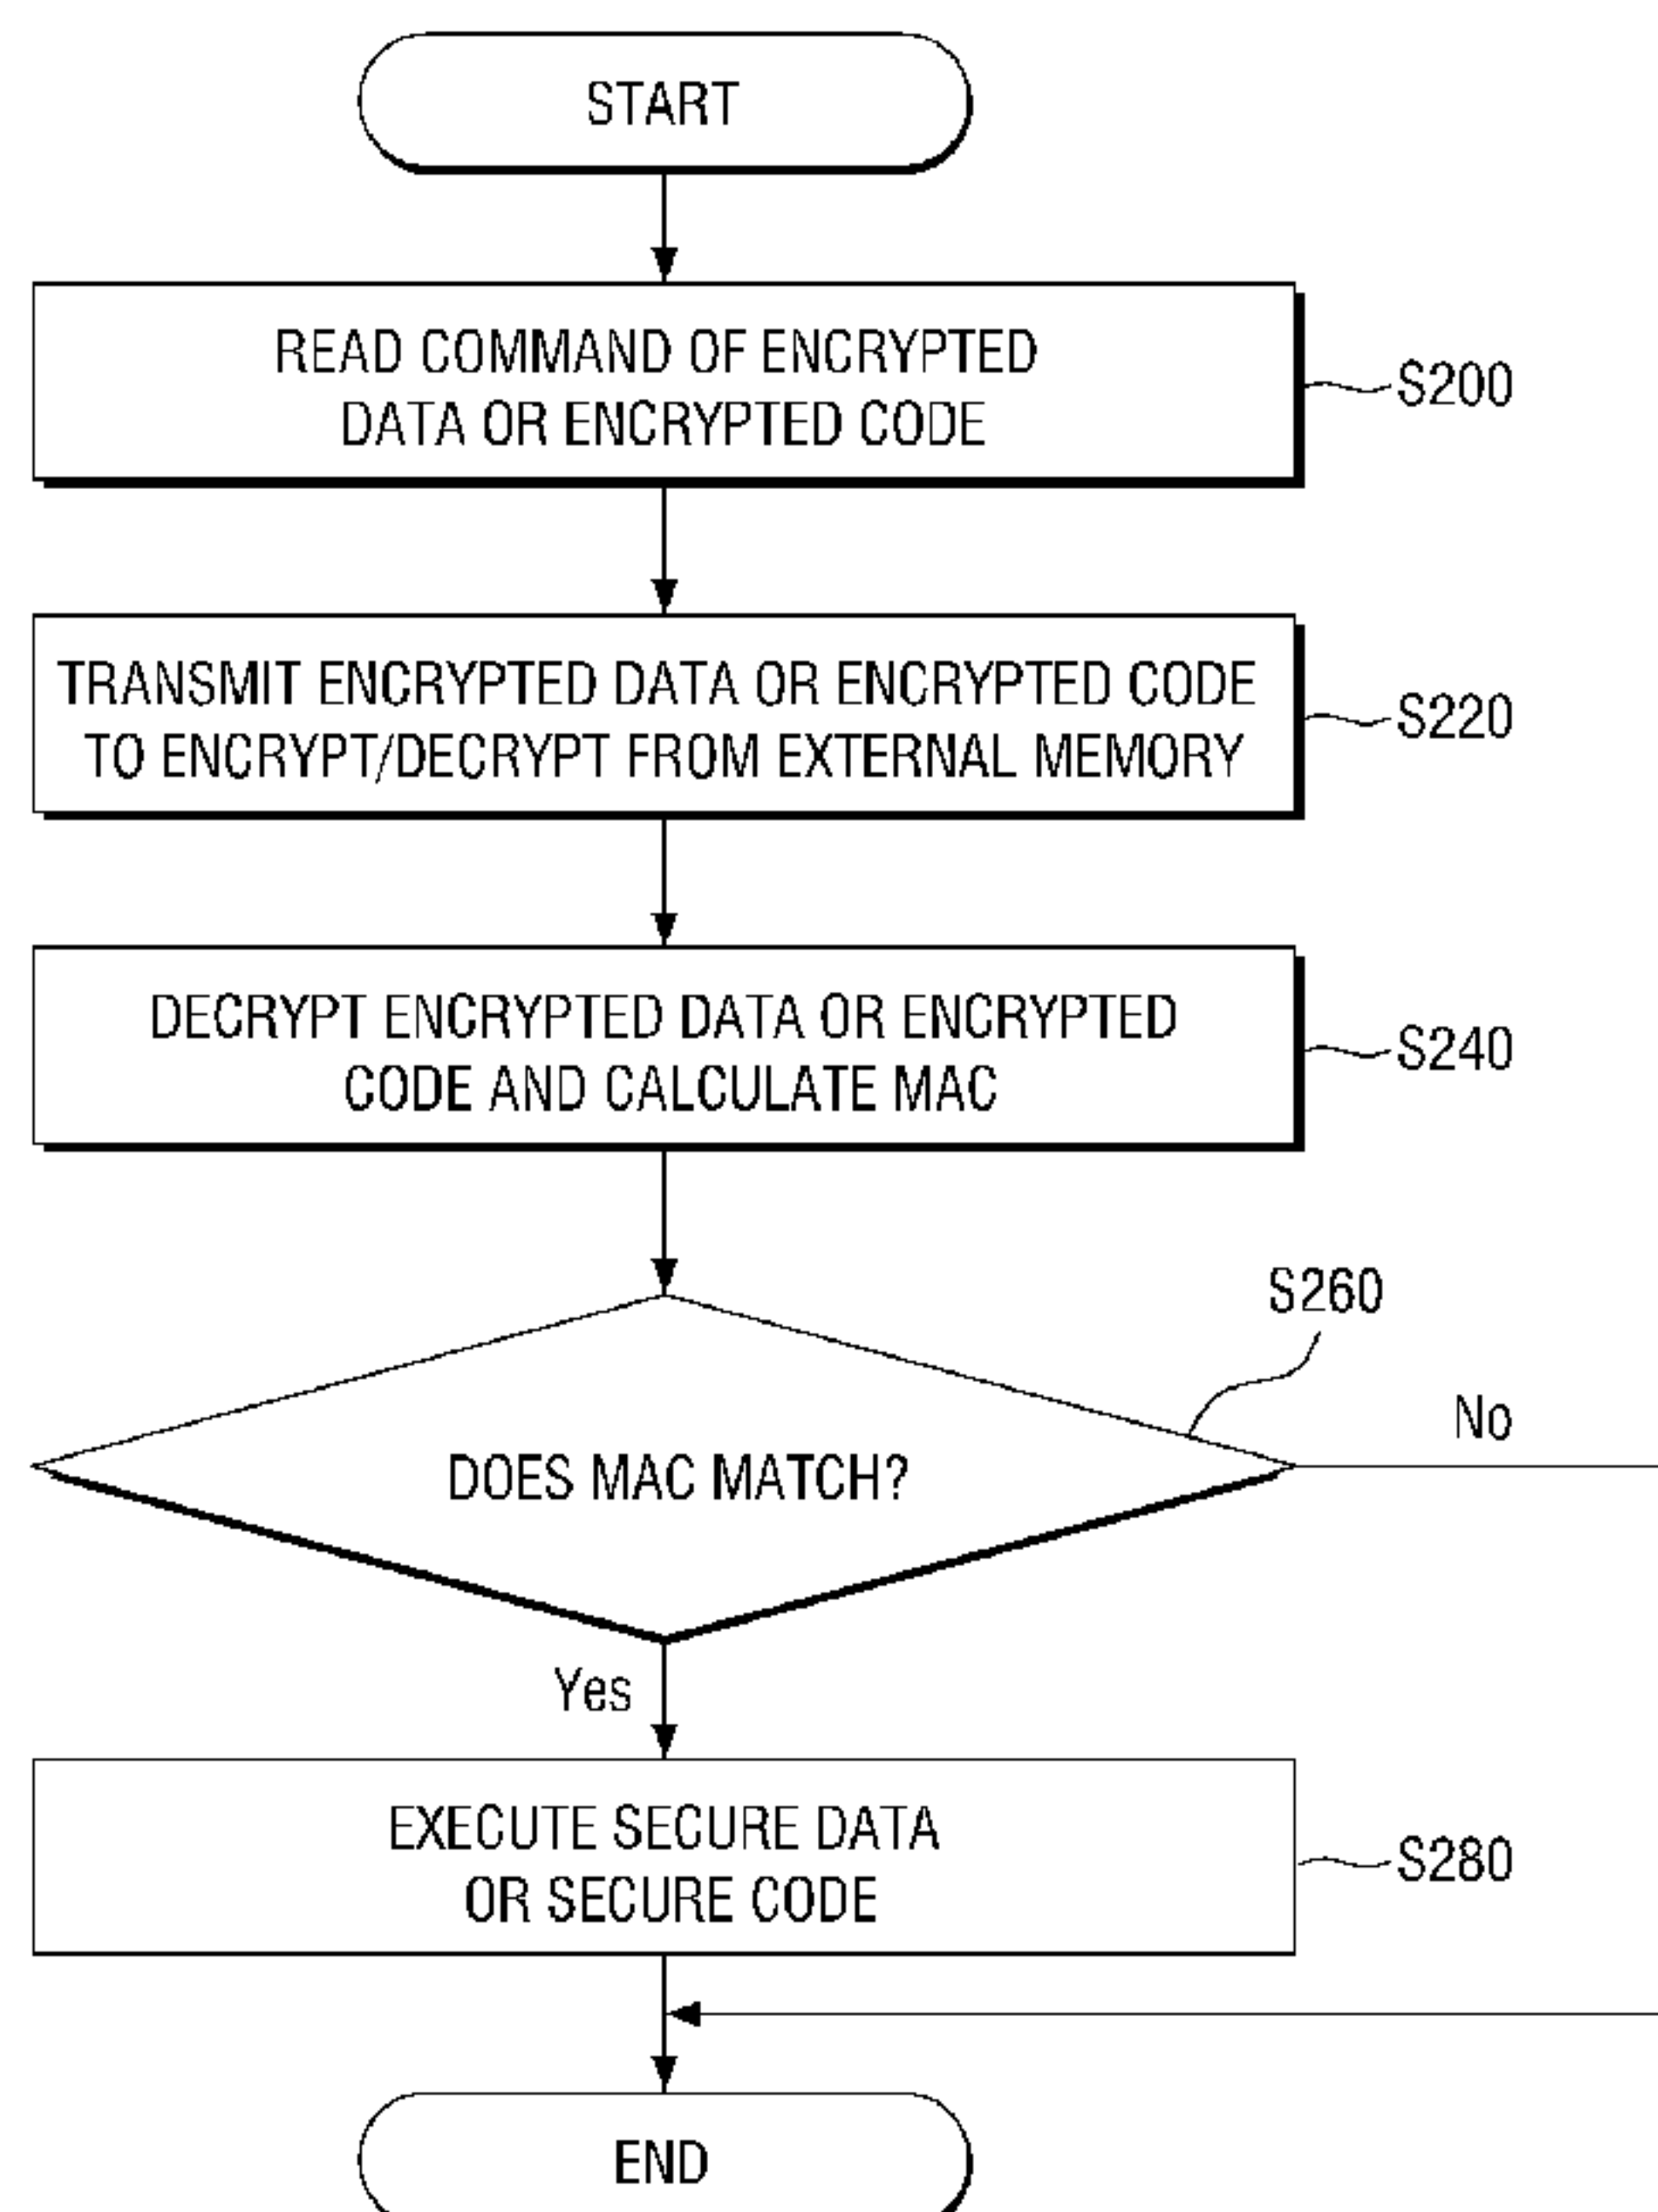 START
READ COMMAND OF ENCRYPTED
DATA OR ENCRYPTED CODE
S200
TRANSMIT ENCRYPTED DATA OR ENCRYPTED CODE
TO ENCRYPT/DECRYPT FROM EXTERNAL MEMORY
S220
DECRYPT ENCRYPTED DATA OR ENCRYPTED
CODE AND CALCULATE MAC
S240
S260
No
DOES MAC MATCH?
Yes
EXECUTE SECURE DATA
OR SECURE CODE
S280
END